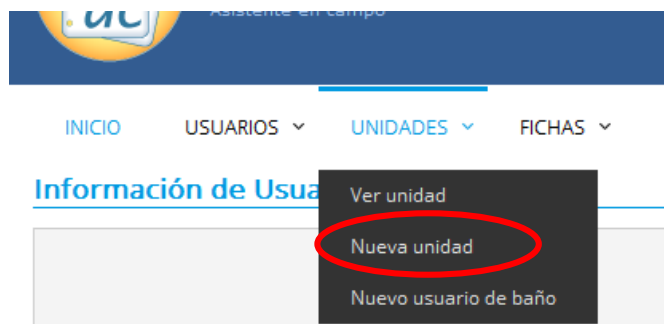 .ac
Asistente en campo
INICIO USUARIOS UNIDADES FICHAS
Información de Usua
Ver unidad
Nueva unidad
Nuevo usuario de baño